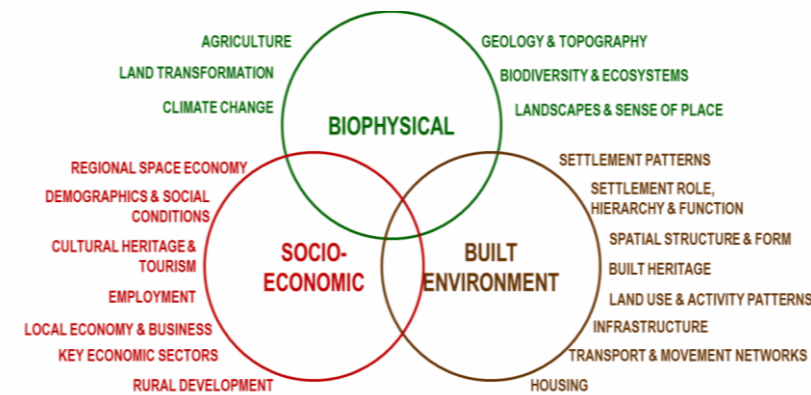 AGRICULTURE
LAND TRANSFORMATION
CLIMATE CHANGE
GEOLOGY & TOPOGRAPHY
BIODIVERSITY & ECOSYSTEMS
LANDSCAPES & SENSE OF PLACE
BIOPHYSICAL
REGIONAL SPACE ECONOMY
DEMOGRAPHICS & SOCIAL
CONDITIONS
CULTURAL HERITAGE &
TOURISM
EMPLOYMENT
LOCAL ECONOMY & BUSINESS
KEY ECONOMIC SECTORS
RURAL DEVELOPMENT
SOCIO-
ECONOMIC
BUILT
ENVIRONMENT
SETTLEMENT PATTERNS
SETTLEMENT ROLE,
HIERARCHY & FUNCTION
SPATIAL STRUCTURE & FORM
BUILT HERITAGE
LAND USE & ACTIVITY PATTERNS
INFRASTRUCTURE
TRANSPORT & MOVEMENT NETWORKS
HOUSING